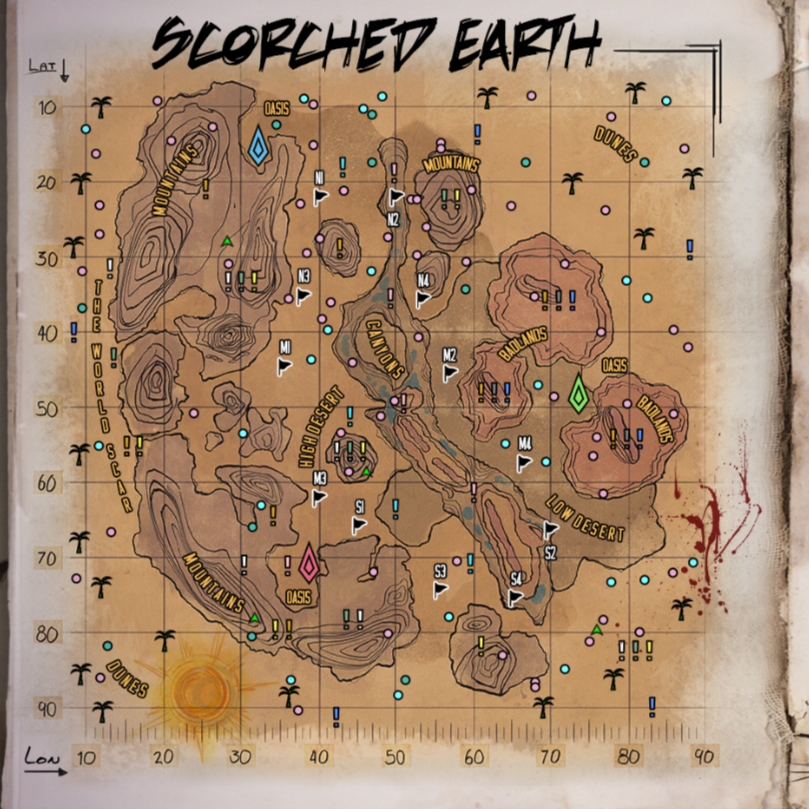 SCORCHED EARTH
LAT
10
OASIS
DUNES
MOUNTAINS
MOUNTAINS
20
N1
N2
30
N3
N4
THE WORLD SCAR
40
CANYONS
M1
M2
BADLANDS
OASIS
50
HIGH DESERT
BADLANDS
M4
60
M3
S1
LOW DESERT
70
S2
MOUNTAINS
OASIS
S3
S4
80
DUNES
90
LON 10 20 30 40 50 60 70 80 90